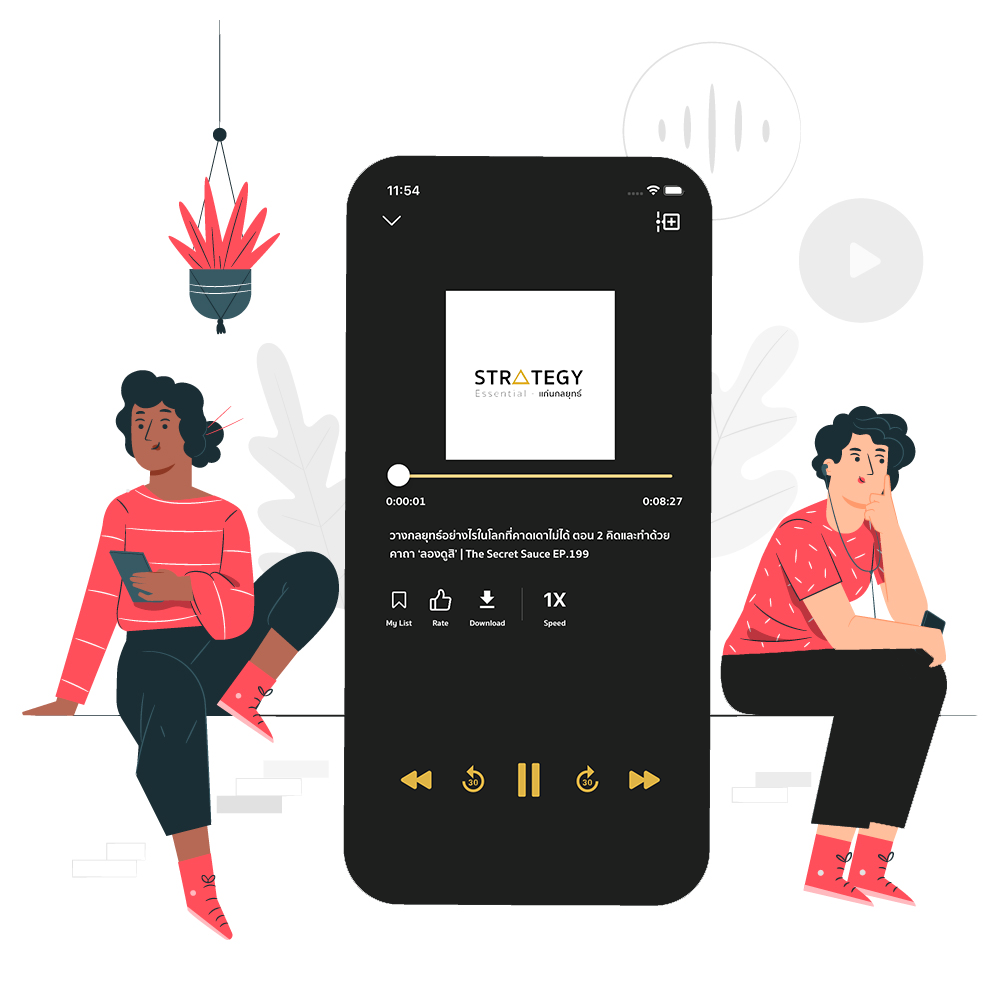 11:54
STRATEGY
Essential - แก่นกลยุทธ์
0:00:01 0:08:27
วางกลยุทธ์อย่างไรในโลกที่คาดเดาไม่ได้ ตอน 2 คิดและทำด้วย
คาถา 'ลองดูสิ' | The Secret Sauce EP.199
1X
My List Rate Download Speed
30 30